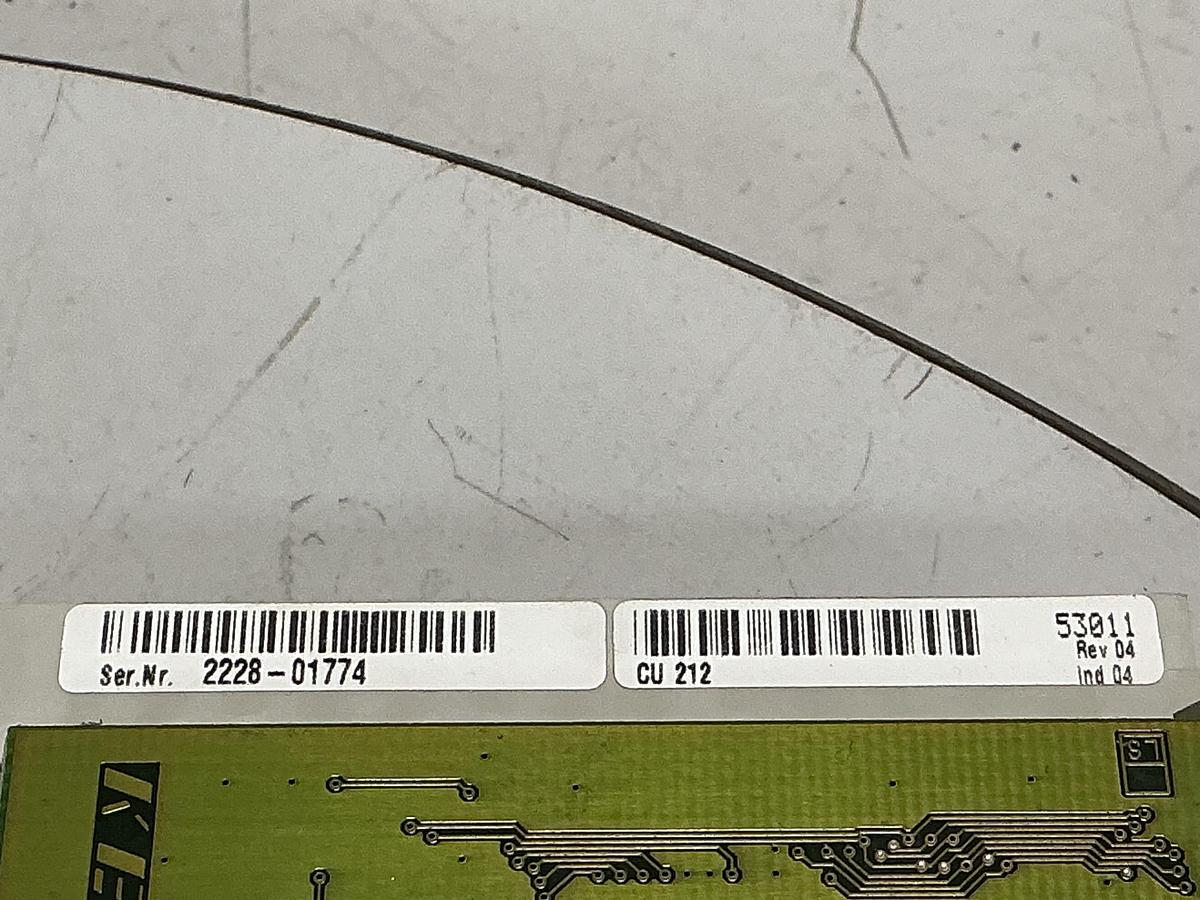 Ser.Nr. 2228-01774
CU 212
53011
Rev 04
Ind 04